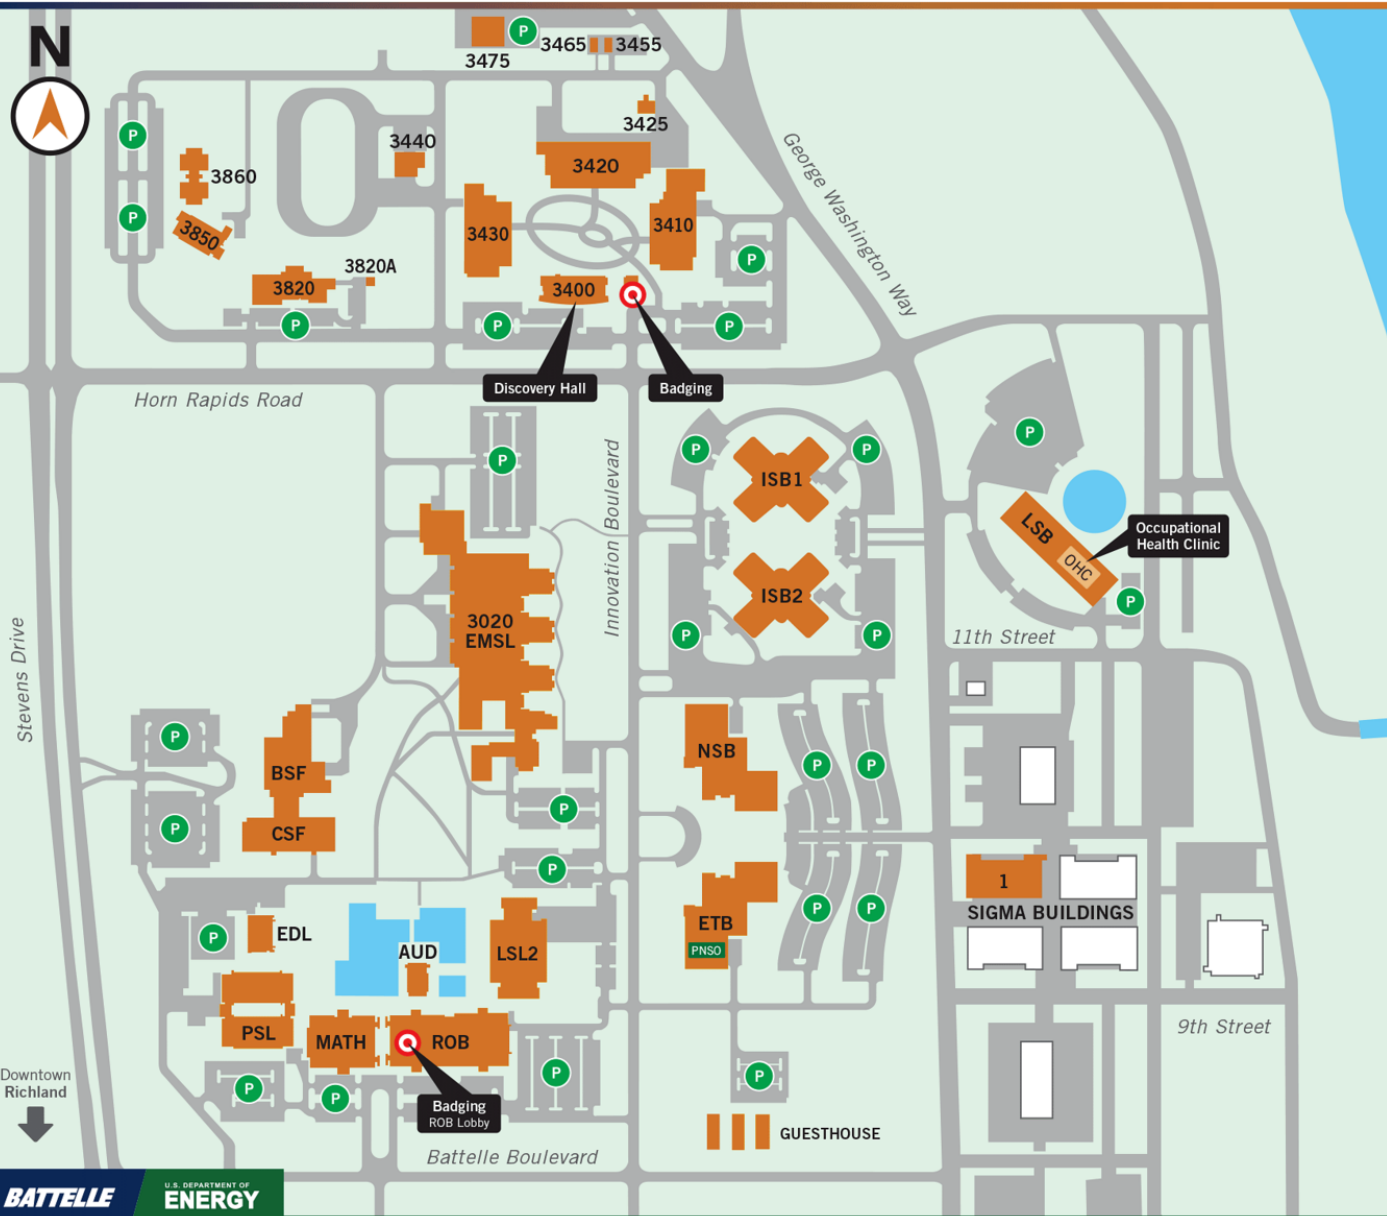 N
P
3475
3465
3455
3425
3440
3420
P
3860
P
3850
3430
3410
George Washington Way
P
3820A
3820
3400
P
P
P
Discovery Hall
Badging
Horn Rapids Road
P
P
P
P
ISB1
Innovation Boulevard
LSB
OHC
Occupational
Health Clinic
ISB2
P
3020
EMSL
P
P
11th Street
Stevens Drive
P
BSF
NSB
P
P
P
CSF
P
P
1
SIGMA BUILDINGS
P
P
P
EDL
AUD
LSL2
ETB
PNSO
PSL
MATH
ROB
9th Street
Downtown
Richland
P
P
P
P
Badging
ROB Lobby
GUESTHOUSE
Battelle Boulevard
BATTELLE
U.S. DEPARTMENT OF
ENERGY